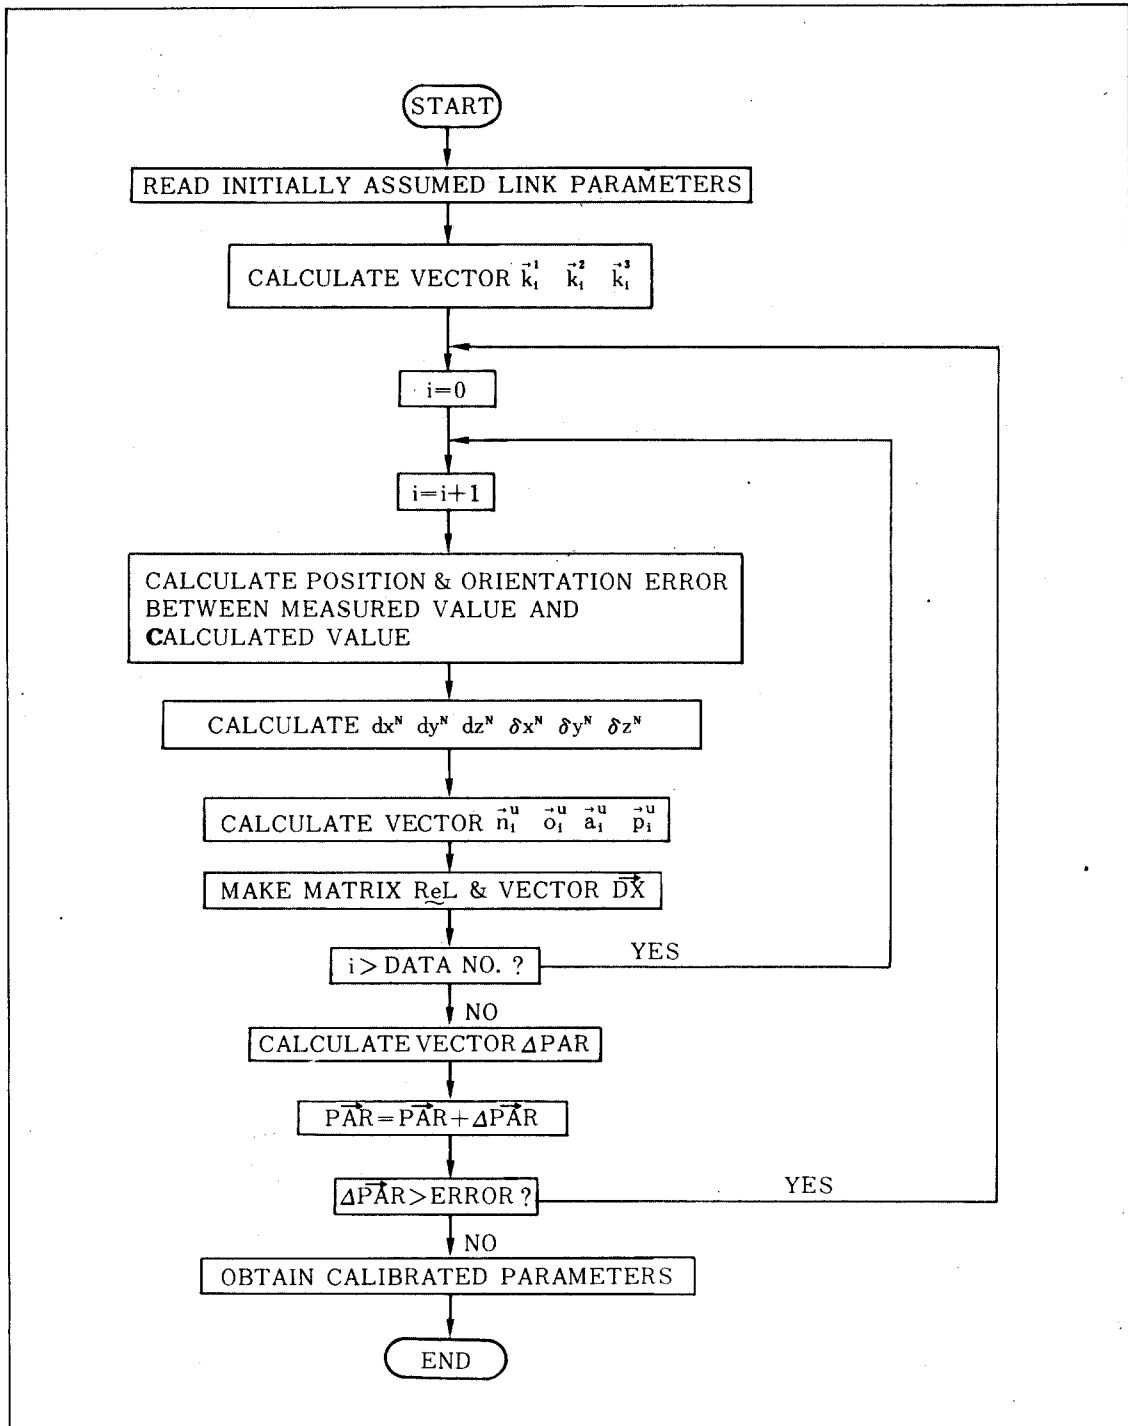 START
READ INITIALLY ASSUMED LINK PARAMETERS
CALCULATE VECTOR k⃗₁¹ k⃗₁² k⃗₁³
i=0
i=i+1
CALCULATE POSITION & ORIENTATION ERROR
BETWEEN MEASURED VALUE AND
CALCULATED VALUE
CALCULATE dxᴺ dyᴺ dzᴺ δxᴺ δyᴺ δzᴺ
CALCULATE VECTOR n⃗₁ᵘ o⃗₁ᵘ a⃗₁ᵘ p⃗₁ᵘ
MAKE MATRIX ReL & VECTOR D⃗X
i > DATA NO. ?
YES
NO
CALCULATE VECTOR ΔPAR
PA⃗R=PA⃗R+ΔPA⃗R
ΔPA⃗R>ERROR ?
YES
NO
OBTAIN CALIBRATED PARAMETERS
END